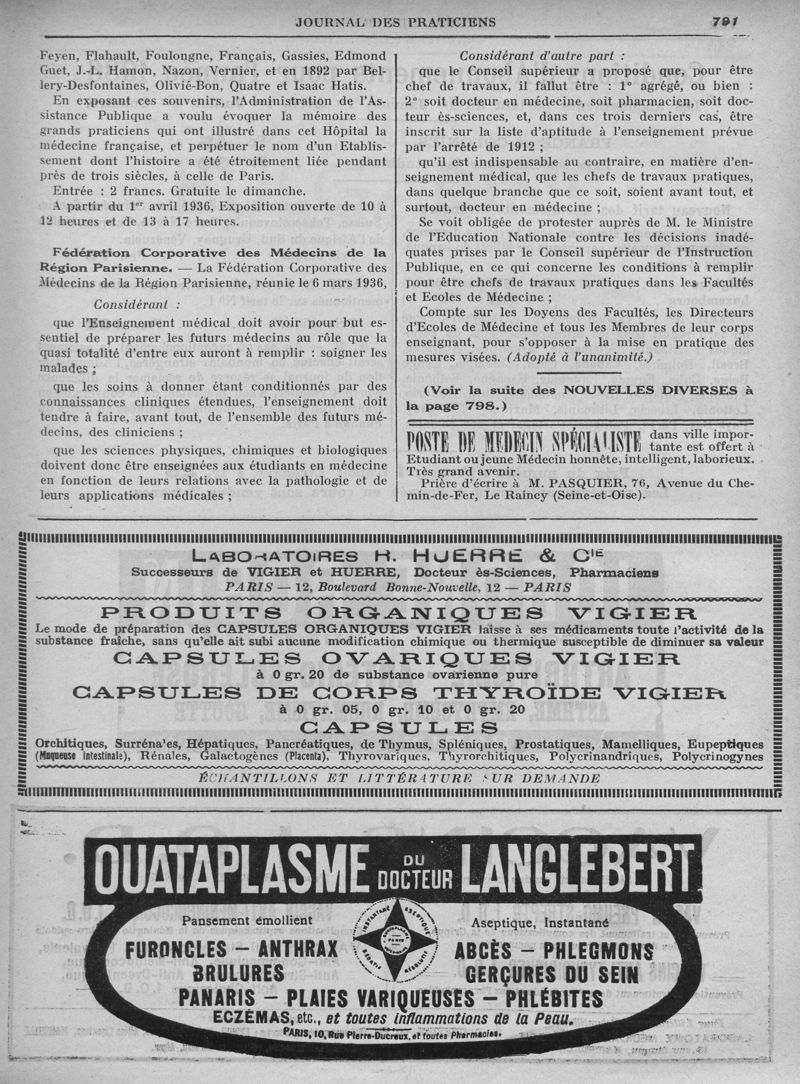 JOURNAL DES PRATICIENS 791
Feyen, Flahault, Foulongne, Français, Gassies, Edmond
Guet, J.-L. Hamon, Nazon, Vernier, et en 1892 par Bel-
lery-Desfontaines, Olivié-Bon, Quatre et Isaac Hatis.
En exposant ces souvenirs, l'Administration de l'As-
sistance Publique a voulu évoquer la mémoire des
grands praticiens qui ont illustré dans cet Hôpital la
médecine française, et perpétuer le nom d'un Etablis-
sement dont l'histoire a été étroitement liée pendant
près de trois siècles, à celle de Paris.
Entrée : 2 francs. Gratuite le dimanche.
A partir du 1er avril 1936, Exposition ouverte de 10 à
12 heures et de 13 à 17 heures.
Fédération Corporative des Médecins de la
Région Parisienne. — La Fédération Corporative des
Médecins de la Région Parisienne, réunie le 6 mars 1936,
Considérant :
que l'Enseignement médical doit avoir pour but es-
sentiel de préparer les futurs médecins au rôle que la
quasi totalité d'entre eux auront à remplir : soigner les
malades ;
que les soins à donner étant conditionnés par des
connaissances cliniques étendues, l'enseignement doit
tendre à faire, avant tout, de l'ensemble des futurs mé-
decins, des cliniciens ;
que les sciences physiques, chimiques et biologiques
doivent donc être enseignées aux étudiants en médecine
en fonction de leurs relations avec la pathologie et de
leurs applications médicales ;
Considérant d'autre part :
que le Conseil supérieur a proposé que, pour être
chef de travaux, il fallut être : 1° agrégé, ou bien :
2° soit docteur en médecine, soit pharmacien, soit doc-
teur ès-sciences, et, dans ces trois derniers cas, être
inscrit sur la liste d'aptitude à l'enseignement prévue
par l'arrêté de 1912 ;
qu'il est indispensable au contraire, en matière d'en-
seignement médical, que les chefs de travaux pratiques,
dans quelque branche que ce soit, soient avant tout, et
surtout, docteur en médecine ;
Se voit obligée de protester auprès de M. le Ministre
de l'Education Nationale contre les décisions inadé-
quates prises par le Conseil supérieur de l'Instruction
Publique, en ce qui concerne les conditions à remplir
pour être chefs de travaux pratiques dans les Facultés
et Ecoles de Médecine ;
Compte sur les Doyens des Facultés, les Directeurs
d'Ecoles de Médecine et tous les Membres de leur corps
enseignant, pour s'opposer à la mise en pratique des
mesures visées. (Adopté à l'unanimité.)
(Voir la suite des NOUVELLES DIVERSES à
la page 798.)
POSTE DE MEDECIN SPÉCIALISTE dans ville impor-
tante est offert à
Etudiant ou jeune Médecin honnête, intelligent, laborieux.
Très grand avenir.
Prière d'écrire à M. PASQUIER, 76, Avenue du Che-
min-de-Fer, Le Raincy (Seine-et-Oise).
LABORATOIRES H. HUERRE & Cie
Successeurs de VIGIER et HUERRE, Docteur ès-Sciences, Pharmaciens
PARIS — 12, Boulevard Bonne-Nouvelle, 12 — PARIS
PRODUITS ORGANIQUES VIGIER
Le mode de préparation des CAPSULES ORGANIQUES VIGIER laisse à ses médicaments toute l'activité de la
substance fraîche, sans qu'elle ait subi aucune modification chimique ou thermique susceptible de diminuer sa valeur
CAPSULES OVARIQUES VIGIER
à 0 gr. 20 de substance ovarienne pure
CAPSULES DE CORPS THYROÏDE VIGIER
à 0 gr. 05, 0 gr. 10 et 0 gr. 20
CAPSULES
Orchitiques, Surrénales, Hépatiques, Pancréatiques, de Thymus, Spléniques, Prostatiques, Mamelliques, Eupeptiques
(Muqueuse intestinale), Rénales, Galactogènes (Placenta), Thyrovariques, Thyrorchitiques, Polycrinandriques, Polycrinogynes
ÉCHANTILLONS ET LITTÉRATURE SUR DEMANDE
OUATAPLASME DU DOCTEUR LANGLEBERT
Pansement émollient
Aseptique, Instantané
INSTANTANÉ ASEPTIQUE
OUATAPLASME
PARIS
FURONCLES — ANTHRAX
ABCÈS — PHLEGMONS
BRULURES
GERÇURES DU SEIN
PANARIS — PLAIES VARIQUEUSES — PHLÉBITES
ECZÉMAS, etc., et toutes inflammations de la Peau.
PARIS, 10, Rue Pierre-Ducreux, et toutes Pharmacies.